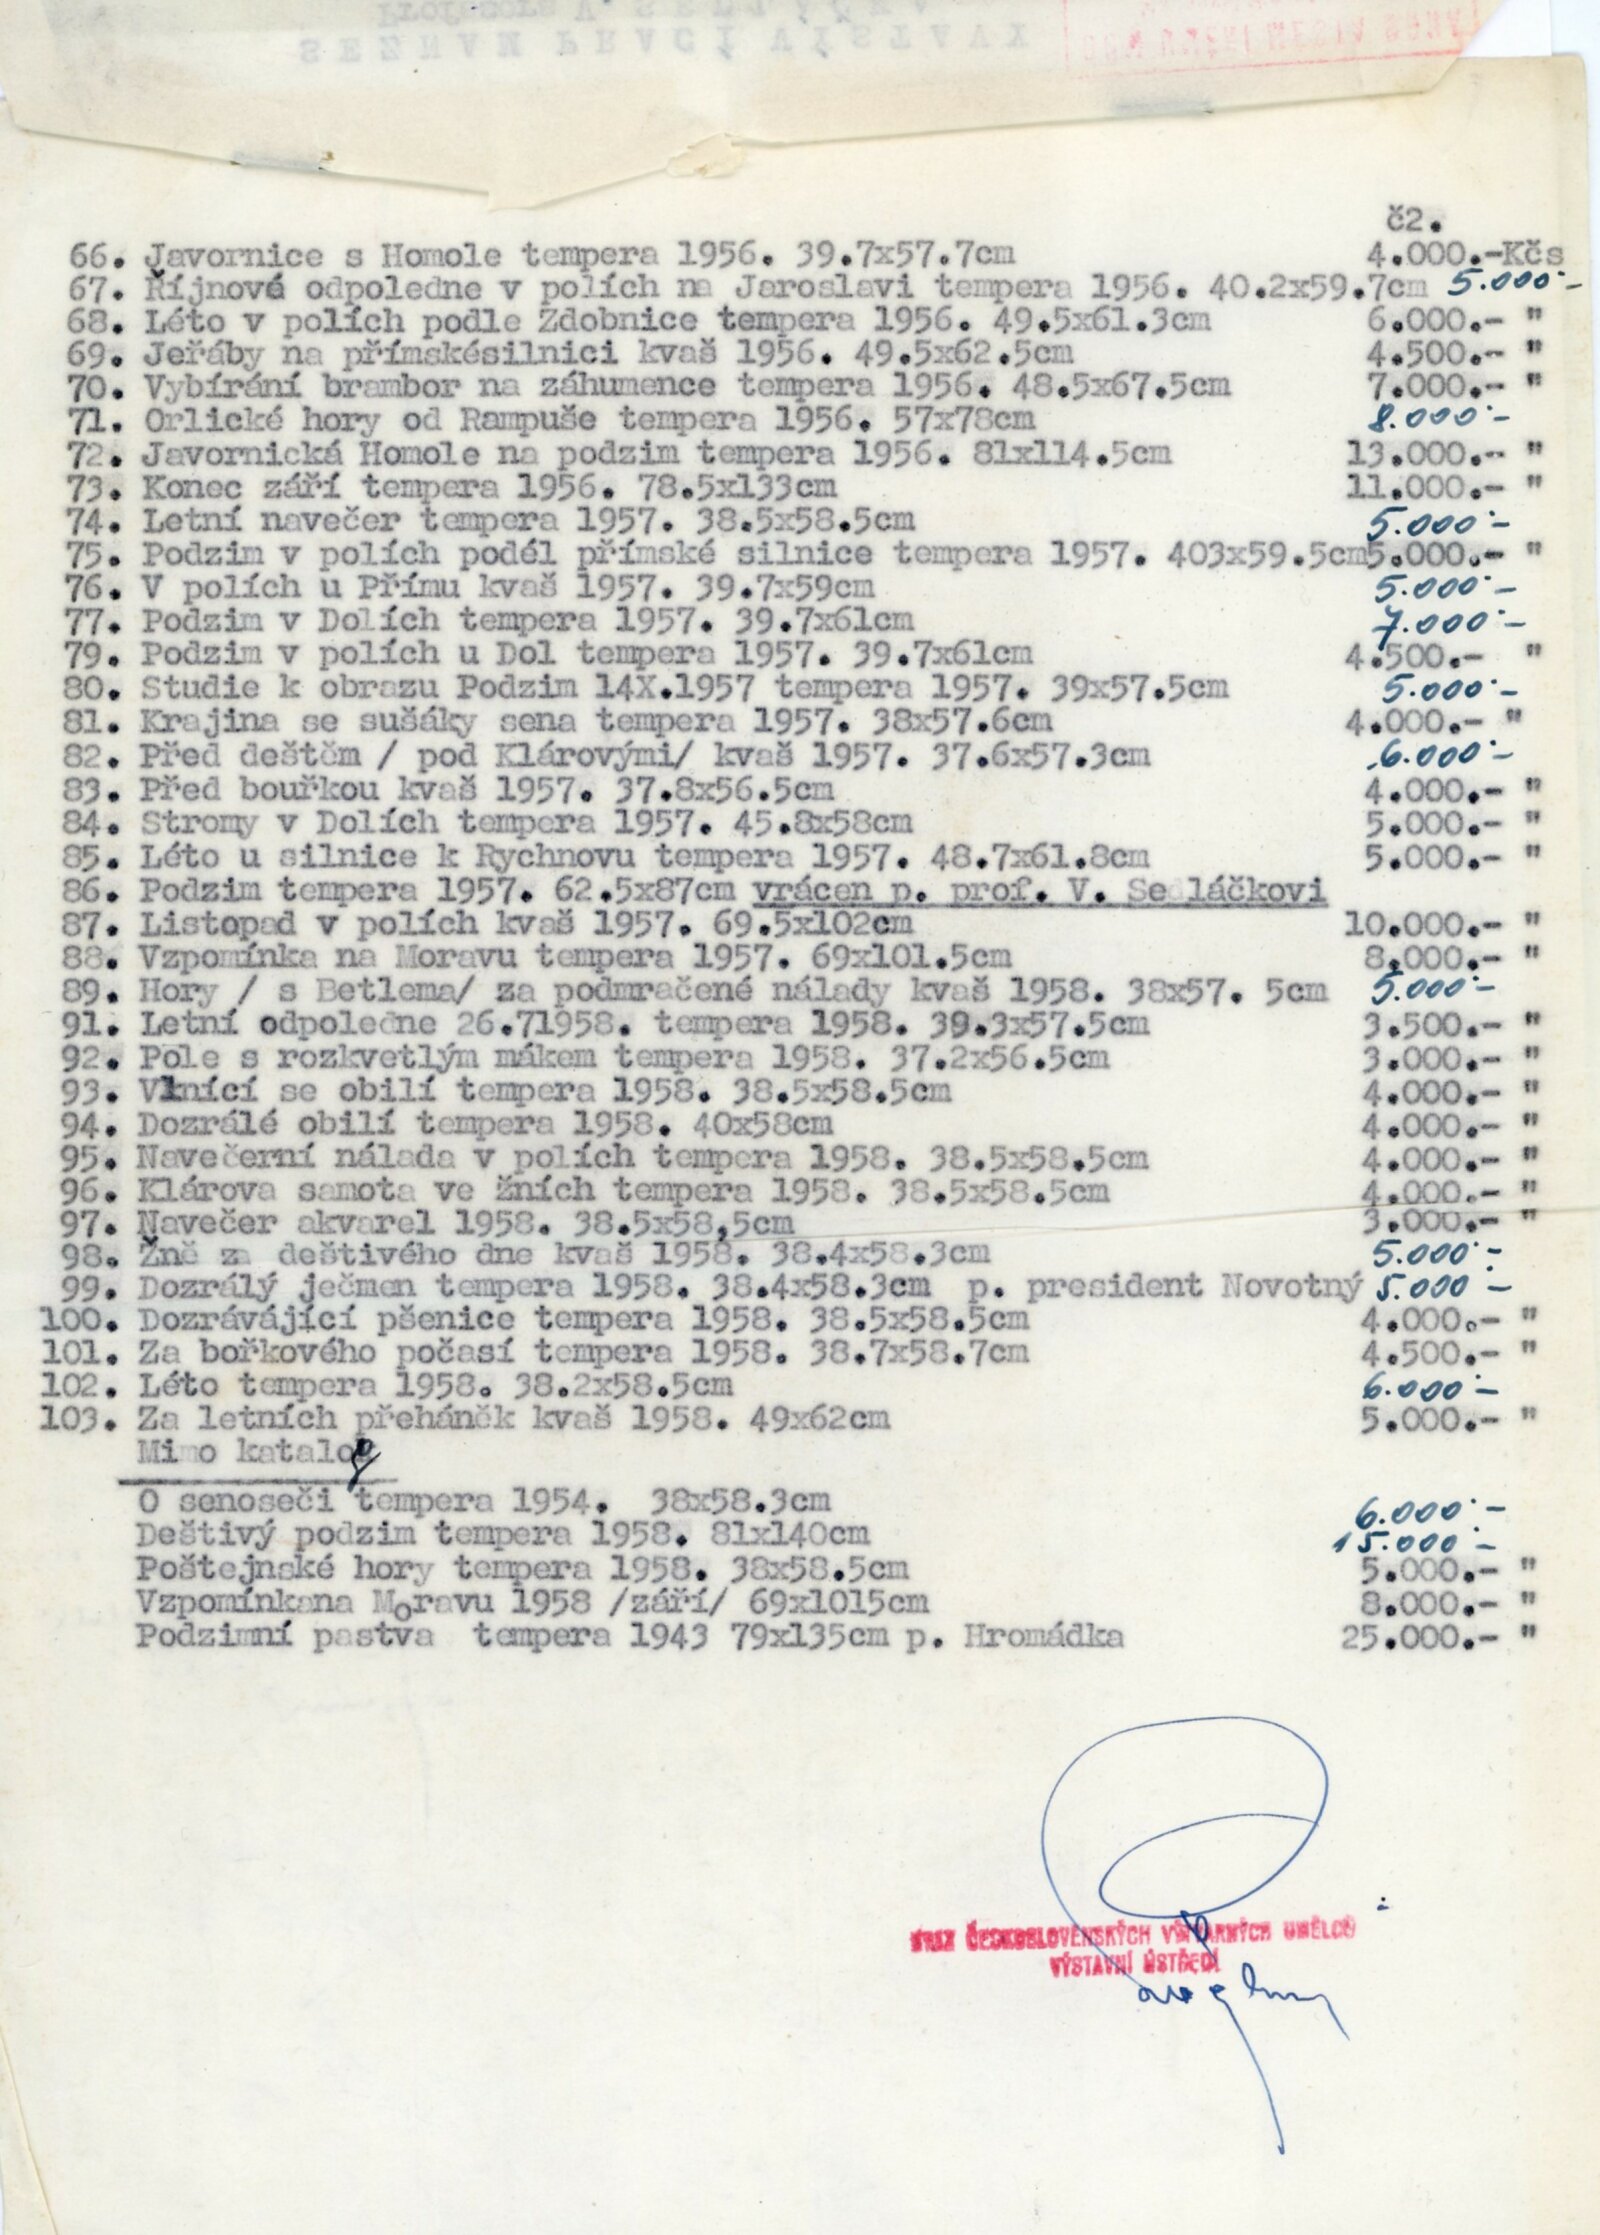 č2.
66. Javornice s Homole tempera 1956. 39.7x57.7cm 4.000.-Kčs
67. Říjnové odpoledne v polích na Jaroslavi tempera 1956. 40.2x59.7cm 5.000.-
68. Léto v polích podle Zdobnice tempera 1956. 49.5x61.3cm 6.000.- "
69. Jeřáby na přímskésilnici kvaš 1956. 49.5x62.5cm 4.500.- "
70. Vybírání brambor na záhumence tempera 1956. 48.5x67.5cm 7.000.- "
71. Orlické hory od Rampuše tempera 1956. 57x78cm 8.000.-
72. Javornická Homole na podzim tempera 1956. 81x114.5cm 13.000.- "
73. Konec září tempera 1956. 78.5x133cm 11.000.- "
74. Letní navečer tempera 1957. 38.5x58.5cm 5.000.-
75. Podzim v polích podél přímské silnice tempera 1957. 403x59.5cm5.000.- "
76. V polích u Přímu kvaš 1957. 39.7x59cm 5.000.-
77. Podzim v Dolích tempera 1957. 39.7x61cm 7.000.-
79. Podzim v polích u Dol tempera 1957. 39.7x61cm 4.500.- "
80. Studie k obrazu Podzim 14X.1957 tempera 1957. 39x57.5cm 5.000.-
81. Krajina se sušáky sena tempera 1957. 38x57.6cm 4.000.- "
82. Před deštěm / pod Klárovými/ kvaš 1957. 37.6x57.3cm 6.000.-
83. Před bouřkou kvaš 1957. 37.8x56.5cm 4.000.- "
84. Stromy v Dolích tempera 1957. 45.8x58cm 5.000.- "
85. Léto u silnice k Rychnovu tempera 1957. 48.7x61.8cm 5.000.- "
86. Podzim tempera 1957. 62.5x87cm vrácen p. prof. V. Sedláčkovi
87. Listopad v polích kvaš 1957. 69.5x102cm 10.000.- "
88. Vzpomínka na Moravu tempera 1957. 69x101.5cm 8.000.- "
89. Hory / s Betlema/ za podmračené nálady kvaš 1958. 38x57. 5cm 5.000.-
91. Letní odpoledne 26.71958. tempera 1958. 39.3x57.5cm 3.500.- "
92. Pole s rozkvetlým mákem tempera 1958. 37.2x56.5cm 3.000.- "
93. Vlnící se obilí tempera 1958. 38.5x58.5cm 4.000.- "
94. Dozrálé obilí tempera 1958. 40x58cm 4.000.- "
95. Navečerní nálada v polích tempera 1958. 38.5x58.5cm 4.000.- "
96. Klárova samota ve žních tempera 1958. 38.5x58.5cm 4.000.- "
97. Navečer akvarel 1958. 38.5x58,5cm 3.000.- "
98. Žně za deštivého dne kvaš 1958. 38.4x58.3cm 5.000.-
99. Dozrálý ječmen tempera 1958. 38.4x58.3cm p. president Novotný 5.000.-
100. Dozrávájící pšenice tempera 1958. 38.5x58.5cm 4.000.- "
101. Za bořkového počasí tempera 1958. 38.7x58.7cm 4.500.- "
102. Léto tempera 1958. 38.2x58.5cm 6.000.-
103. Za letních přeháněk kvaš 1958. 49x62cm 5.000.- "
Mimo katalog
O senoseči tempera 1954. 38x58.3cm 6.000.-
Deštivý podzim tempera 1958. 81x140cm 15.000.-
Poštejnské hory tempera 1958. 38x58.5cm 5.000.- "
Vzpomínkana Moravu 1958 /září/ 69x1015cm 8.000.- "
Podzimní pastva tempera 1943 79x135cm p. Hromádka 25.000.- "
ČESKOSLOVENSKÝCH VÝTVARNÝCH UMĚLCŮ
VÝSTAVNÍ ÚSTŘEDÍ